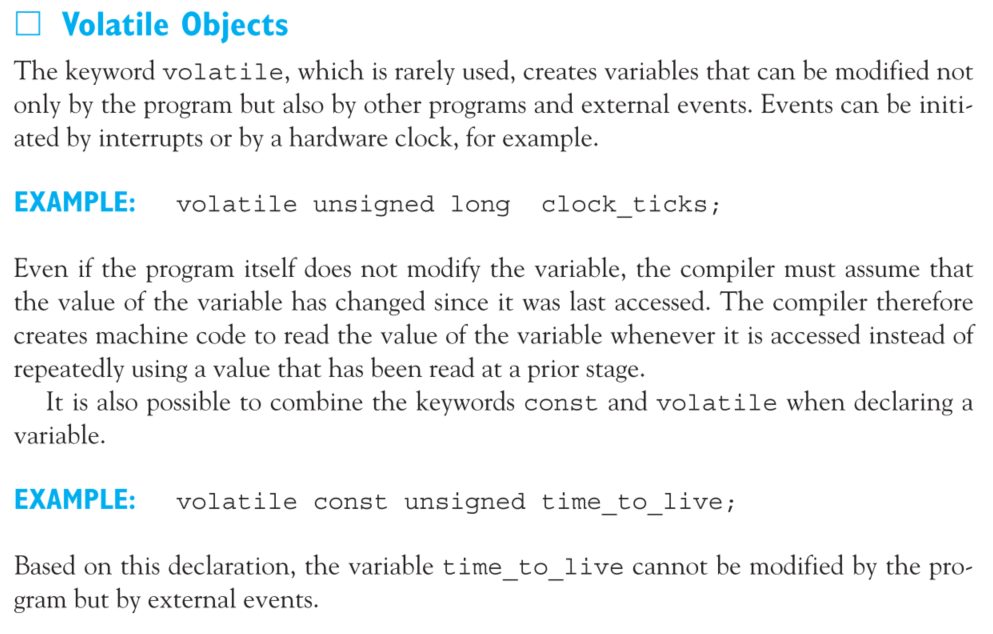 □ Volatile Objects
The keyword volatile, which is rarely used, creates variables that can be modified not
only by the program but also by other programs and external events. Events can be initi-
ated by interrupts or by a hardware clock, for example.
EXAMPLE: volatile unsigned long clock_ticks;
Even if the program itself does not modify the variable, the compiler must assume that
the value of the variable has changed since it was last accessed. The compiler therefore
creates machine code to read the value of the variable whenever it is accessed instead of
repeatedly using a value that has been read at a prior stage.
It is also possible to combine the keywords const and volatile when declaring a
variable.
EXAMPLE: volatile const unsigned time_to_live;
Based on this declaration, the variable time_to_live cannot be modified by the pro-
gram but by external events.